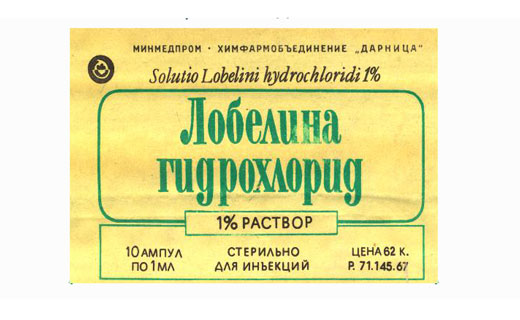 МИНМЕДПРОМ · ХИМФАРМОБЪЕДИНЕНИЕ „ДАРНИЦА“
Solutio Lobelini hydrochloridi 1%
Лобелина
гидрохлорид
1% РАСТВОР
10 АМПУЛ
ПО 1 МЛ
СТЕРИЛЬНО
ДЛЯ ИНЪЕКЦИЙ
ЦЕНА 62 К.
Р. 71.145.67